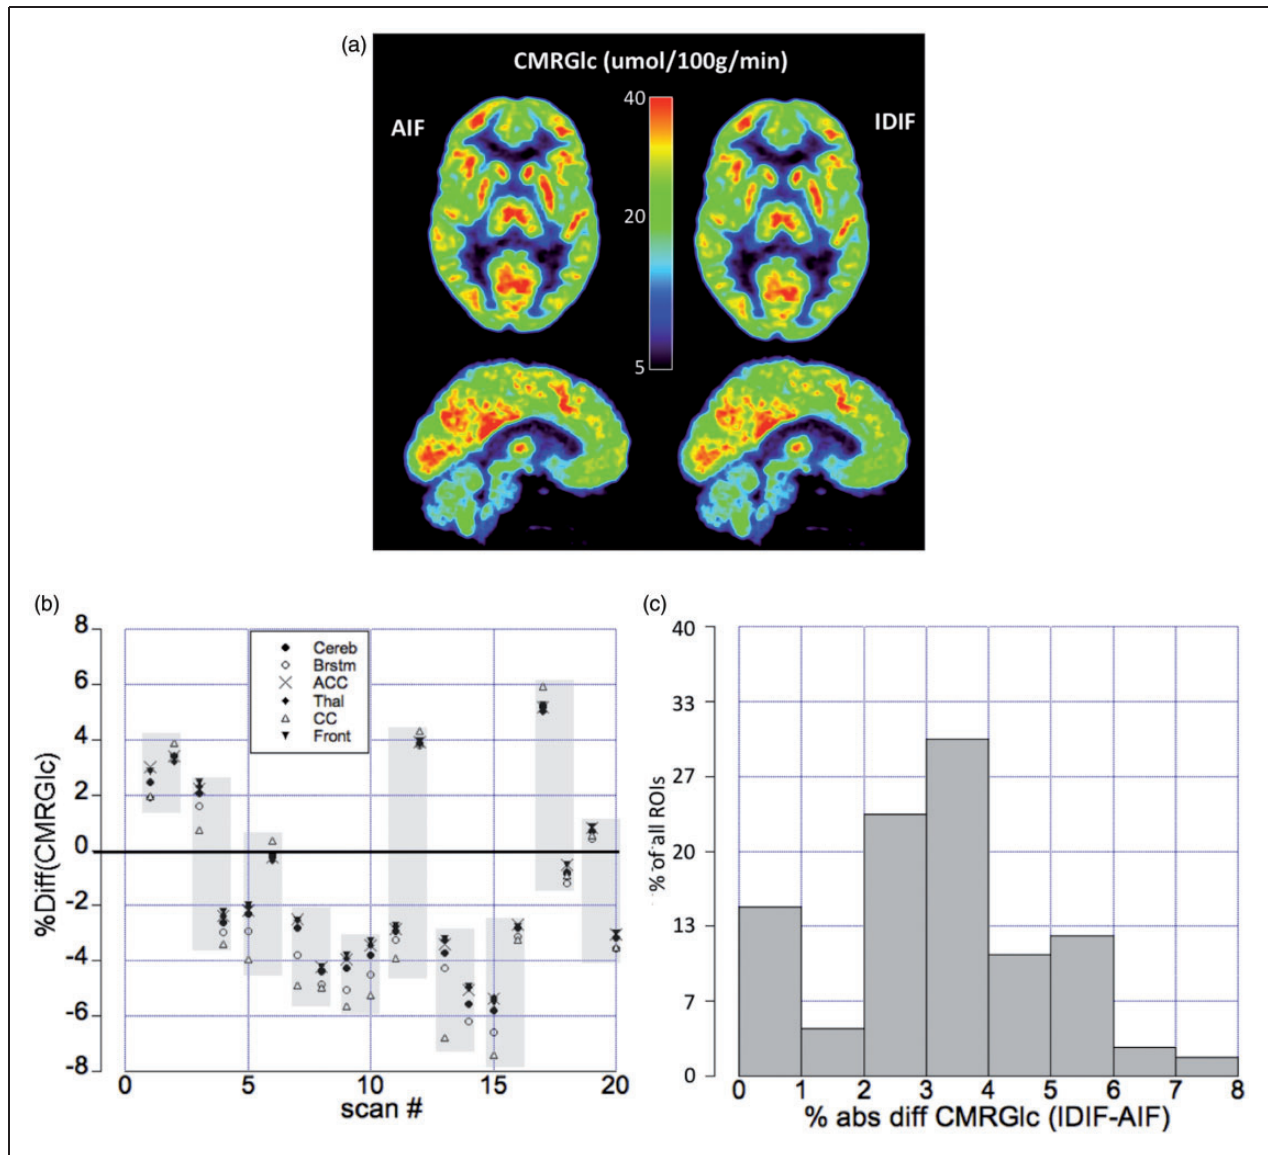 (a)
CMRGlc (umol/100g/min)
AIF
40
20
5
IDIF
(b)
%Diff(CMRGlc)
8
6
4
2
0
-2
-4
-6
-8
Cereb
Brstm
ACC
Thal
CC
Front
0
5
10
15
20
scan #
(c)
% of all ROIs
40
33
27
20
13
7
0
0
1
2
3
4
5
6
7
8
% abs diff CMRGlc (IDIF-AIF)